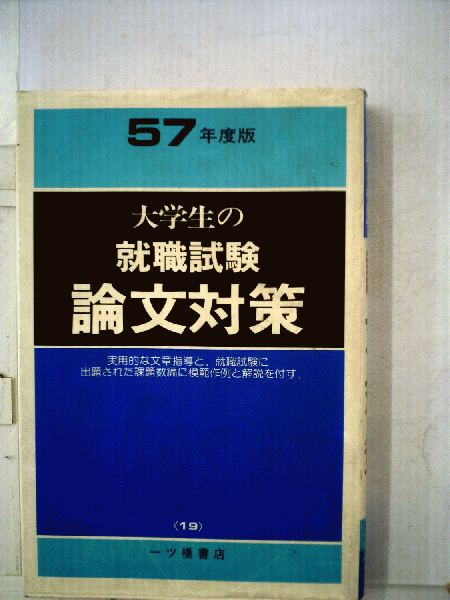 57年度版
大学生の
就職試験
論文対策
実用的な文章指導と、就職試験に
出題された課題数編に模範作例と解説を付す。
〈19〉
一ツ橋書店